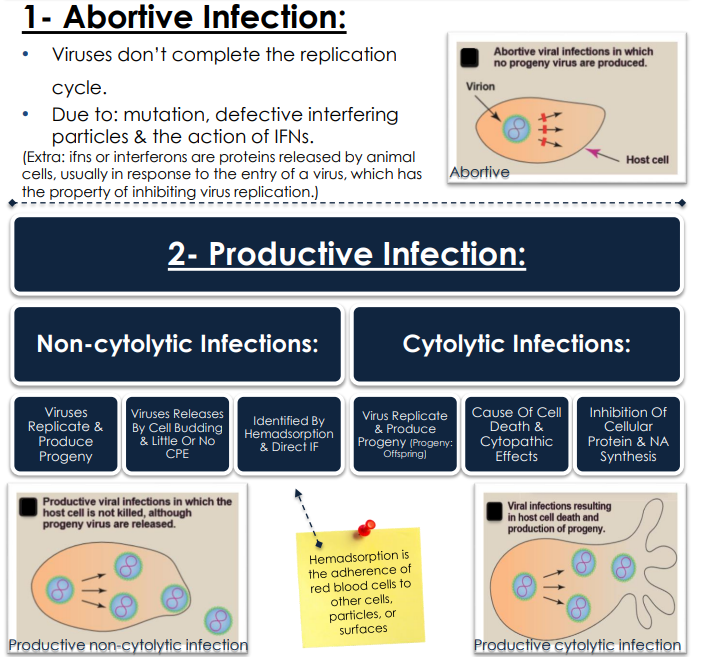 1- Abortive Infection:
• Viruses don't complete the replication
cycle.
• Due to: mutation, defective interfering
particles & the action of IFNs.
(Extra: ifns or interferons are proteins released by animal
cells, usually in response to the entry of a virus, which has
the property of inhibiting virus replication.)
Abortive viral infections in which
no progeny virus are produced.
Virion
Host cell
Abortive
2- Productive Infection:
Non-cytolytic Infections:
Cytolytic Infections:
Viruses
Replicate &
Produce
Progeny
Viruses Releases
By Cell Budding
& Little Or No
CPE
Identified By
Hemadsorption
& Direct IF
Virus Replicate
& Produce
Progeny (Progeny:
Offspring)
Cause Of Cell
Death &
Cytopathic
Effects
Inhibition Of
Cellular
Protein & NA
Synthesis
Productive viral infections in which the
host cell is not killed, although
progeny virus are released.
Productive non-cytolytic infection
Hemadsorption is
the adherence of
red blood cells to
other cells,
particles, or
surfaces
Viral infections resulting
in host cell death and
production of progeny.
Productive cytolytic infection